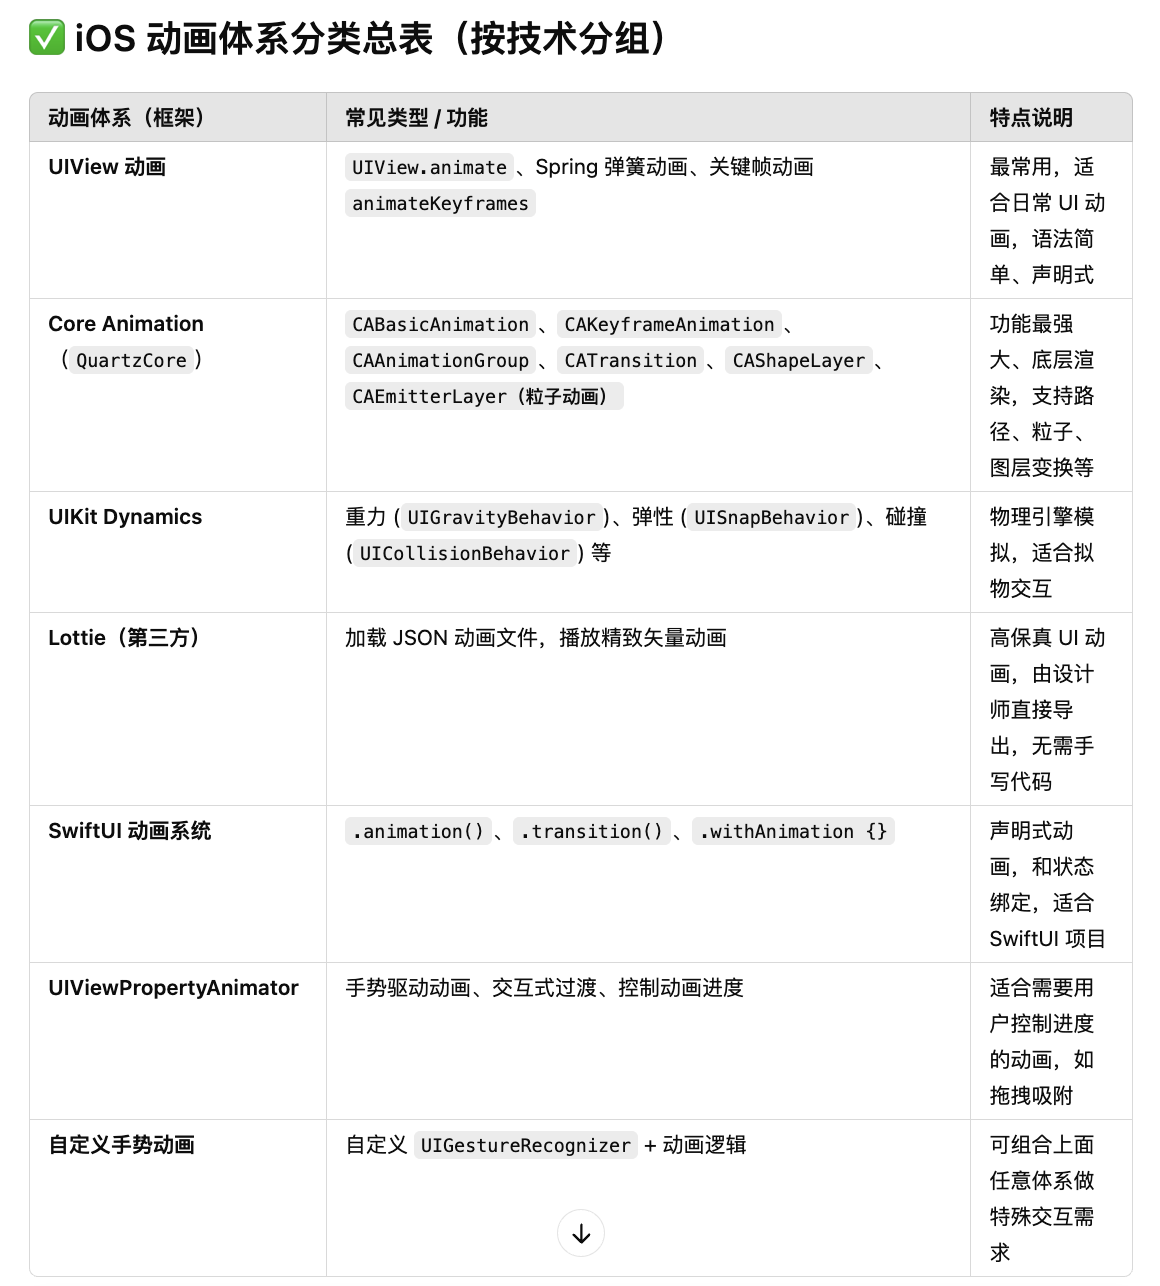 ✅ iOS 动画体系分类总表（按技术分组）
动画体系（框架）
常见类型 / 功能
特点说明
UIView 动画
UIView.animate、Spring 弹簧动画、关键帧动画
animateKeyframes
最常用，适
合日常 UI 动
画，语法简
单、声明式
Core Animation
（QuartzCore）
CABasicAnimation、CAKeyframeAnimation、
CAAnimationGroup、CATransition、CAShapeLayer、
CAEmitterLayer（粒子动画）
功能最强
大、底层渲
染，支持路
径、粒子、
图层变换等
UIKit Dynamics
重力 (UIGravityBehavior)、弹性 (UISnapBehavior)、碰撞
(UICollisionBehavior) 等
物理引擎模
拟，适合拟
物交互
Lottie（第三方）
加载 JSON 动画文件，播放精致矢量动画
高保真 UI 动
画，由设计
师直接导
出，无需手
写代码
SwiftUI 动画系统
.animation()、.transition()、.withAnimation {}
声明式动
画，和状态
绑定，适合
SwiftUI 项目
UIViewPropertyAnimator
手势驱动动画、交互式过渡、控制动画进度
适合需要用
户控制进度
的动画，如
拖拽吸附
自定义手势动画
自定义 UIGestureRecognizer + 动画逻辑
可组合上面
任意体系做
特殊交互需
求